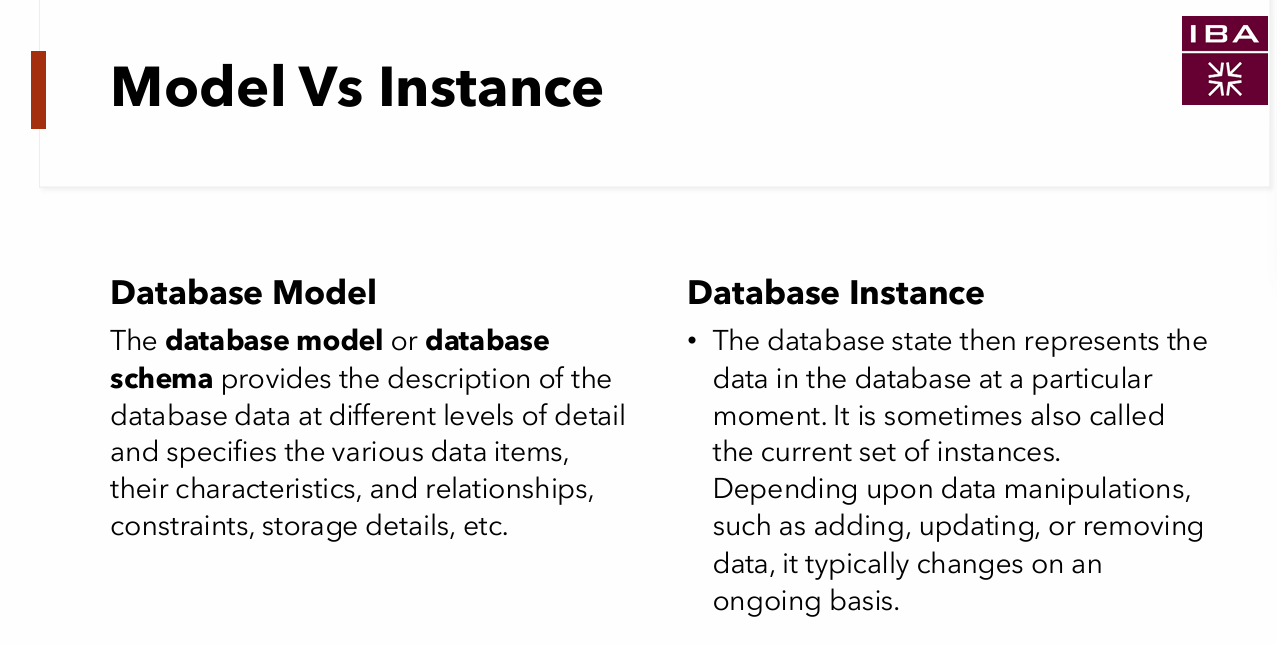 IBA
Model Vs Instance
Database Model
The database model or database
schema provides the description of the
database data at different levels of detail
and specifies the various data items,
their characteristics, and relationships,
constraints, storage details, etc.
Database Instance
• The database state then represents the
data in the database at a particular
moment. It is sometimes also called
the current set of instances.
Depending upon data manipulations,
such as adding, updating, or removing
data, it typically changes on an
ongoing basis.